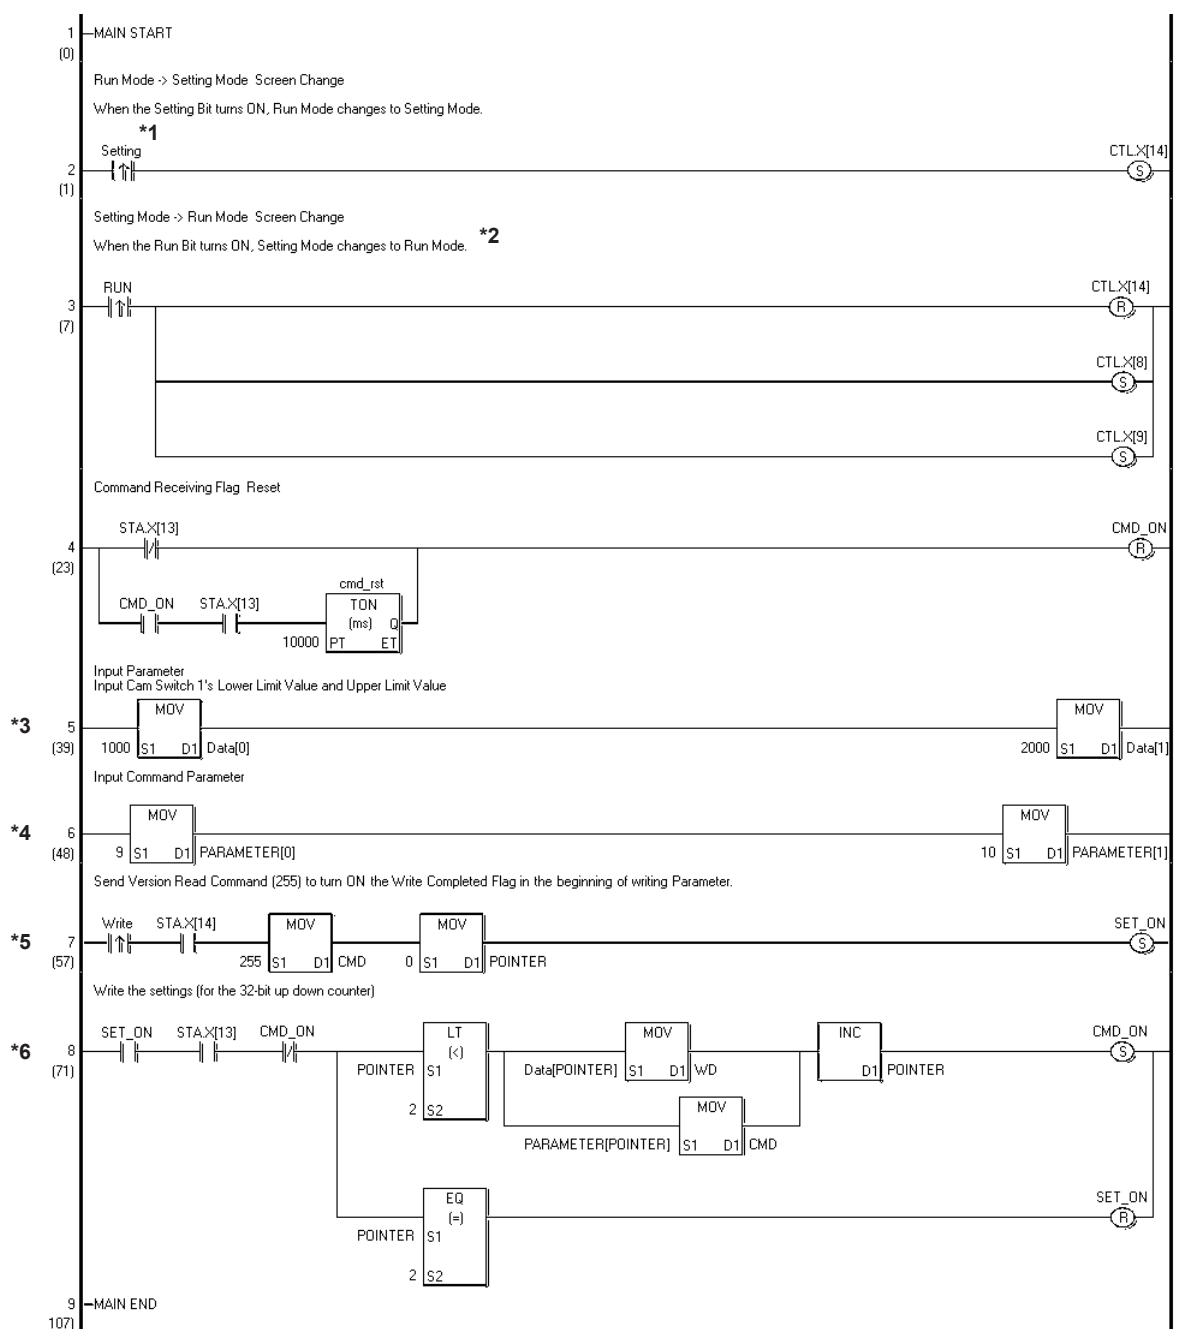 1 MAIN START
(0)
Run Mode -> Setting Mode Screen Change
When the Setting Bit turns ON, Run Mode changes to Setting Mode.
*1
Setting CTL.X[14]
2 S
(1)
Setting Mode -> Run Mode Screen Change
When the Run Bit turns ON, Setting Mode changes to Run Mode. *2
RUN CTL.X[14]
3 R
(7)
CTL.X[8]
S
CTL.X[9]
S
Command Receiving Flag Reset
STA.X[13] CMD_ON
4 R
(23)
cmd_rst
CMD_ON STA.X[13] TON
(ms) Q
10000 PT ET
Input Parameter
Input Cam Switch 1's Lower Limit Value and Upper Limit Value
MOV MOV
*3 5
(39) 1000 S1 D1 Data[0] 2000 S1 D1 Data[1]
Input Command Parameter
MOV MOV
*4 6
(48) 9 S1 D1 PARAMETER[0] 10 S1 D1 PARAMETER[1]
Send Version Read Command (255) to turn ON the Write Completed Flag in the beginning of writing Parameter.
Write STA.X[14] MOV MOV SET_ON
*5 7 S
(57) 255 S1 D1 CMD 0 S1 D1 POINTER
Write the settings (for the 32-bit up down counter)
SET_ON STA.X[13] CMD_ON LT MOV INC CMD_ON
*6 8 (<) S
(71) POINTER S1 Data[POINTER] S1 D1 WD D1 POINTER
2 S2 MOV
PARAMETER[POINTER] S1 D1 CMD
EQ SET_ON
(=) R
POINTER S1
2 S2
9 MAIN END
107)